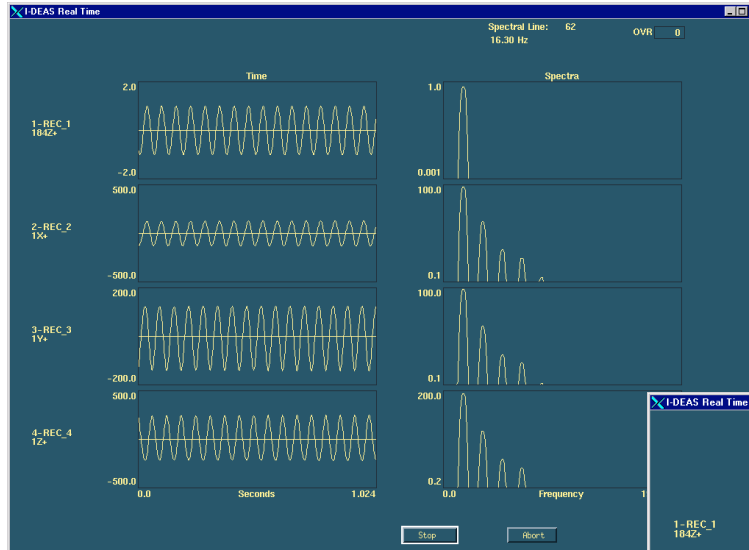 I-DEAS Real Time
Spectral Line: 62
16.30 Hz
OVR 0
Time
Spectra
1-REC_1
184Z+
2.0
-2.0
1.0
0.001
2-REC_2
1X+
500.0
-500.0
100.0
0.1
3-REC_3
1Y+
200.0
-200.0
100.0
0.1
4-REC_4
1Z+
500.0
-500.0
200.0
0.2
0.0 Seconds 1.024
0.0 Frequency
Stop
Abort
I-DEAS Real Time
1-REC_1
184Z+